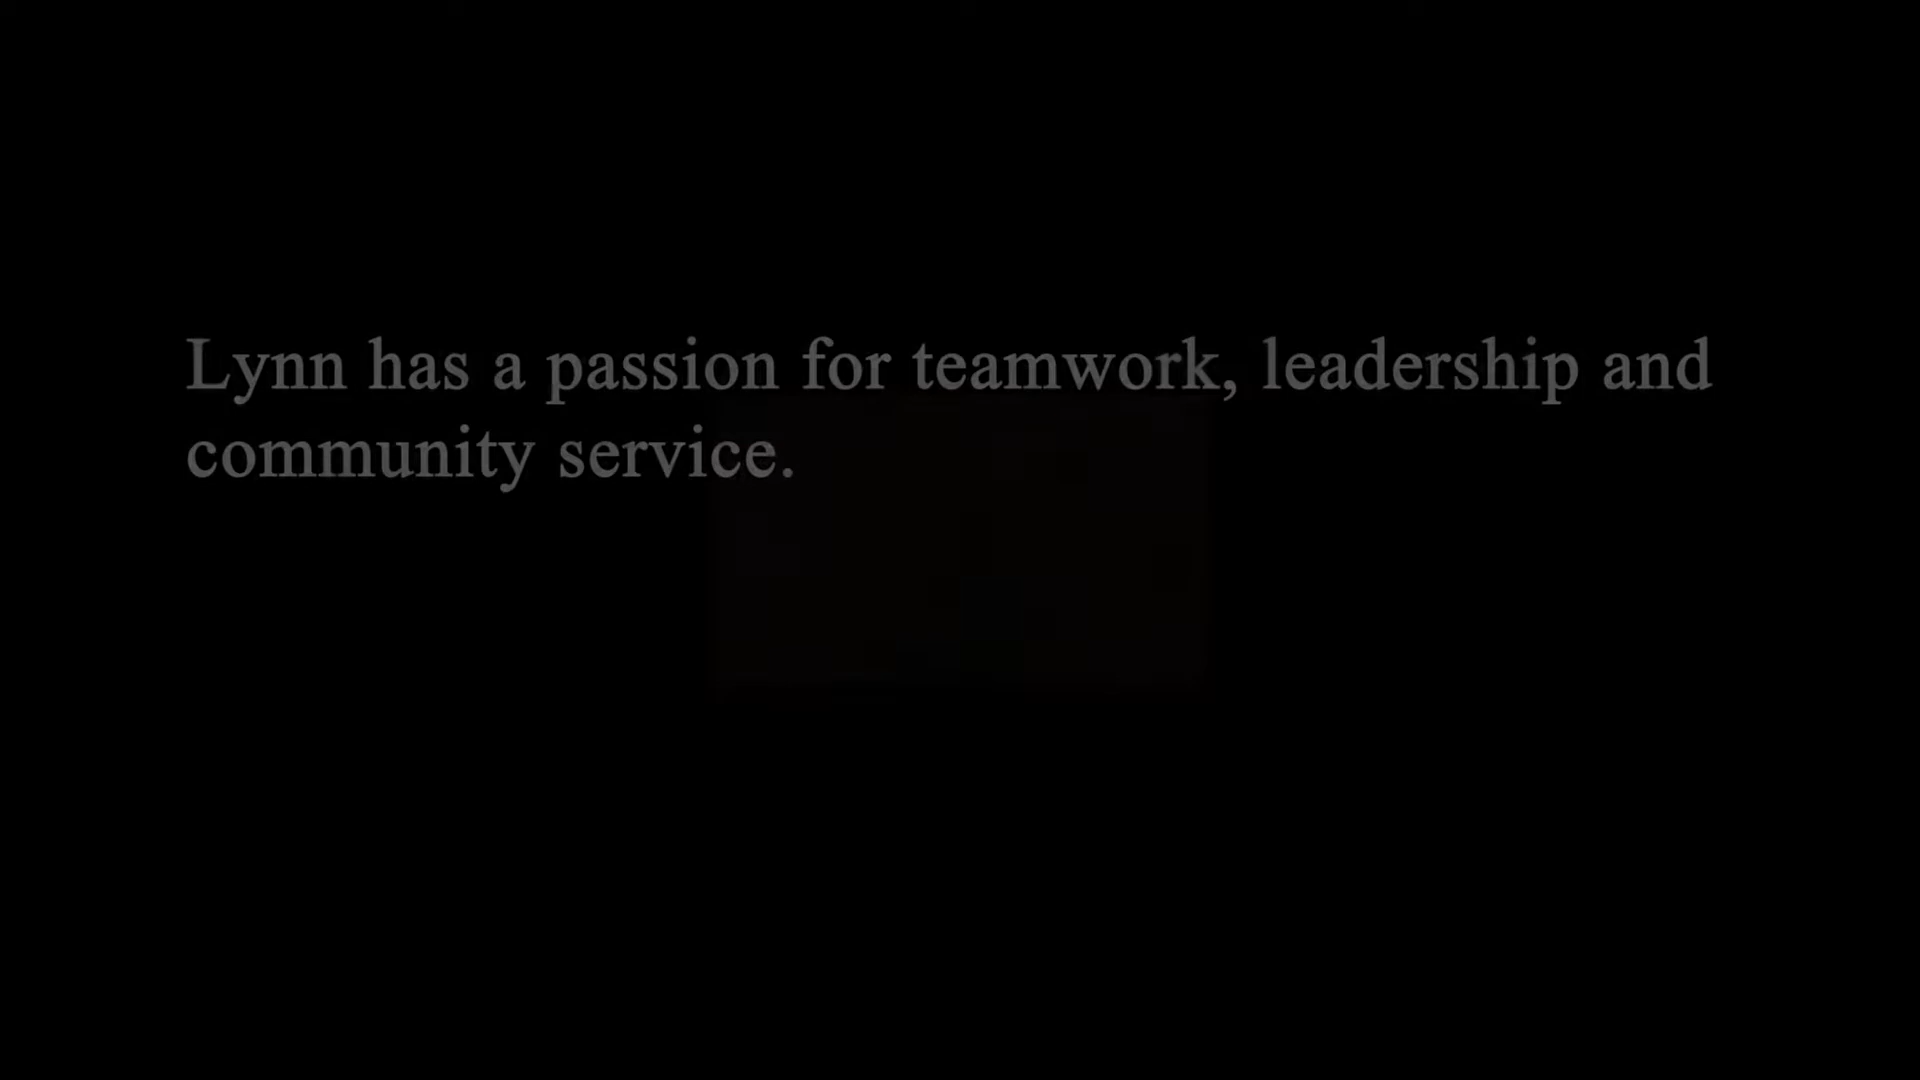 Lynn has a passion for teamwork, leadership and
community service.